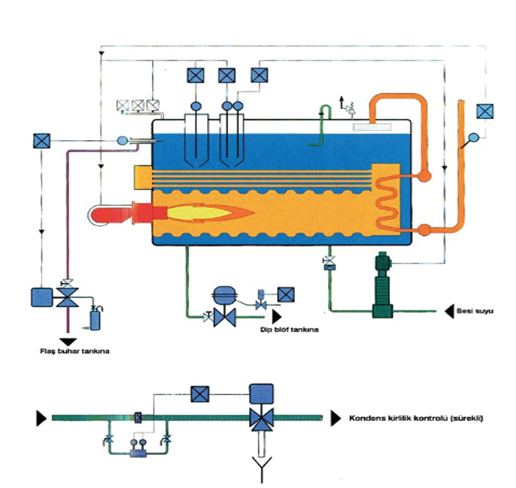 Besi suyu
Dip blöf tankına
Flaş buhar tankına
Kondens kirlilik kontrolü (sürekli)